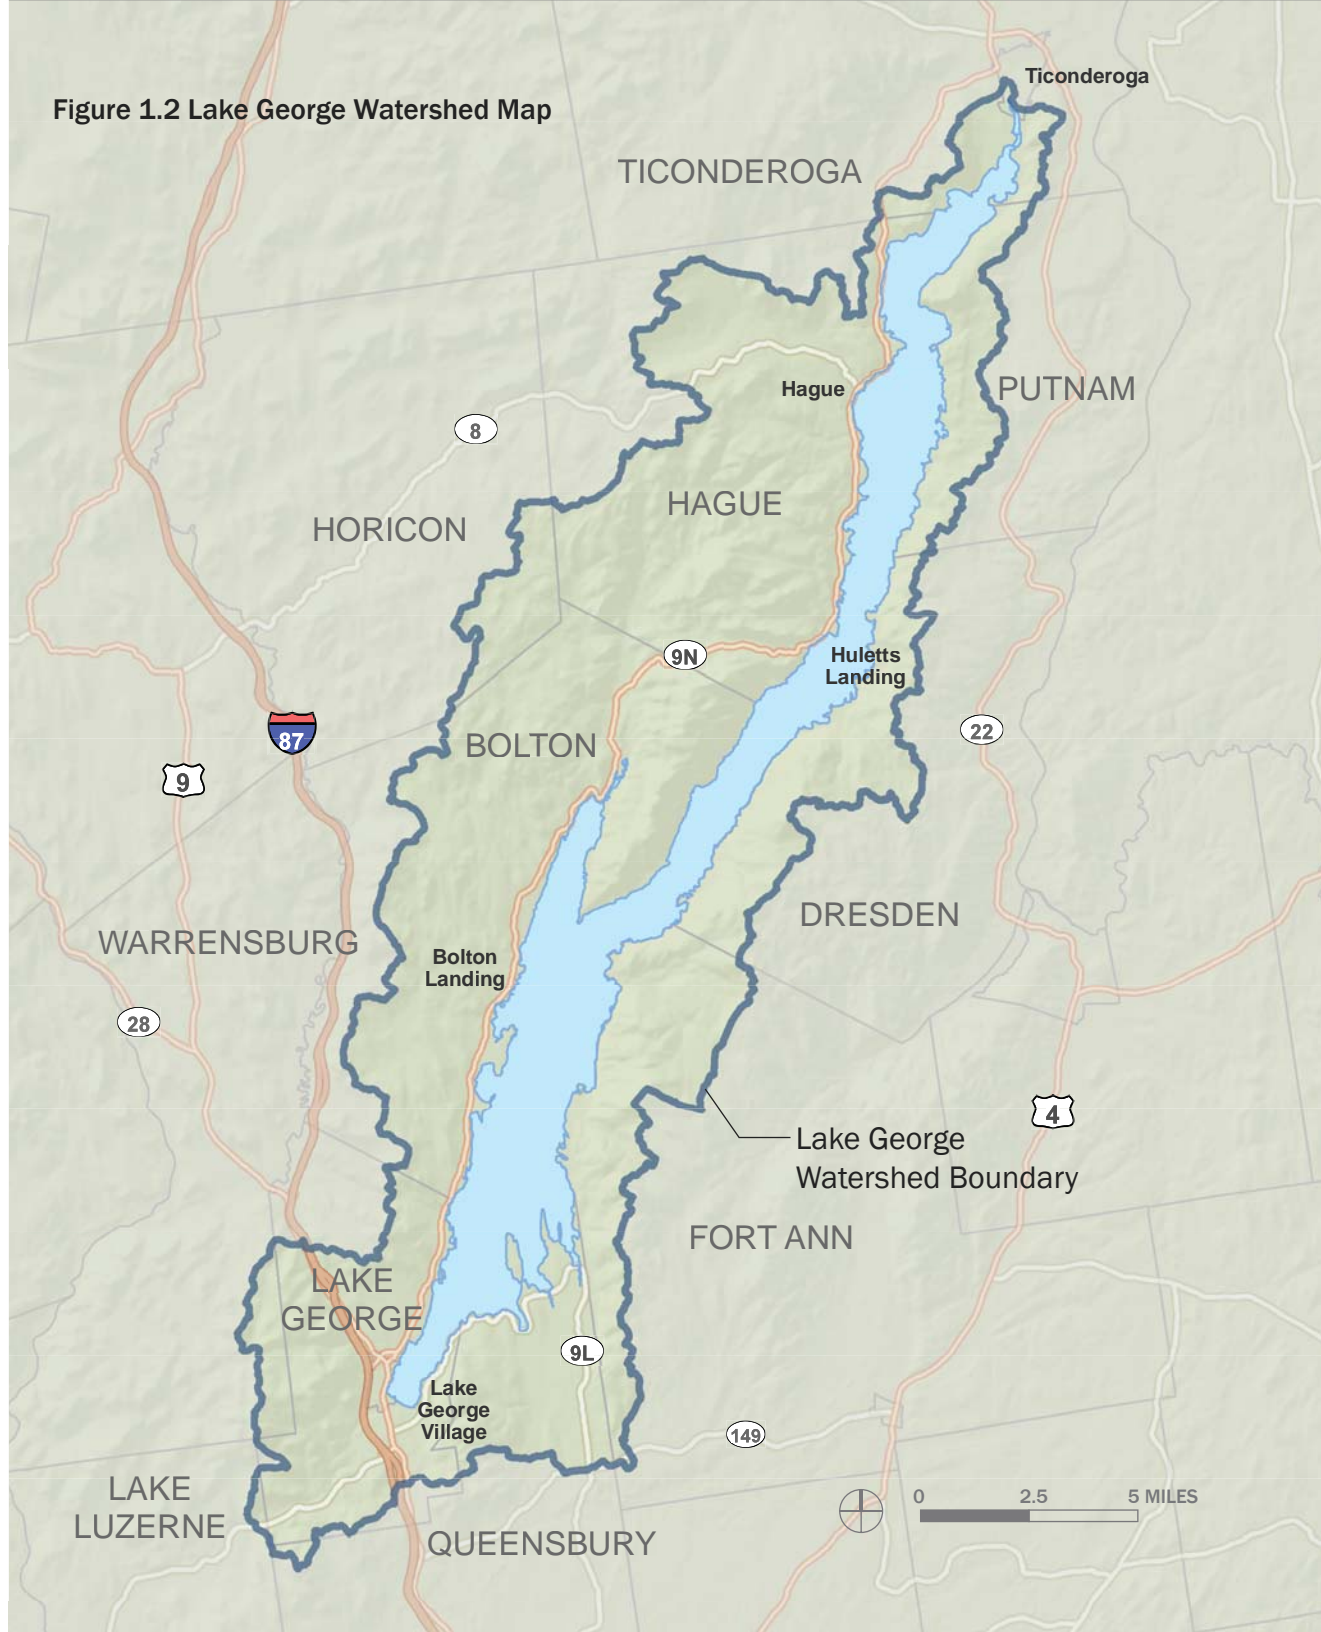 Ticonderoga
Figure 1.2 Lake George Watershed Map
TICONDEROGA
Hague
PUTNAM
8
HAGUE
HORICON
9N
Huletts
Landing
87
22
BOLTON
9
DRESDEN
WARRENSBURG
Bolton
Landing
28
4
Lake George
Watershed Boundary
FORT ANN
LAKE
GEORGE
9L
Lake
George
Village
149
LAKE
LUZERNE
0 2.5 5 MILES
QUEENSBURY